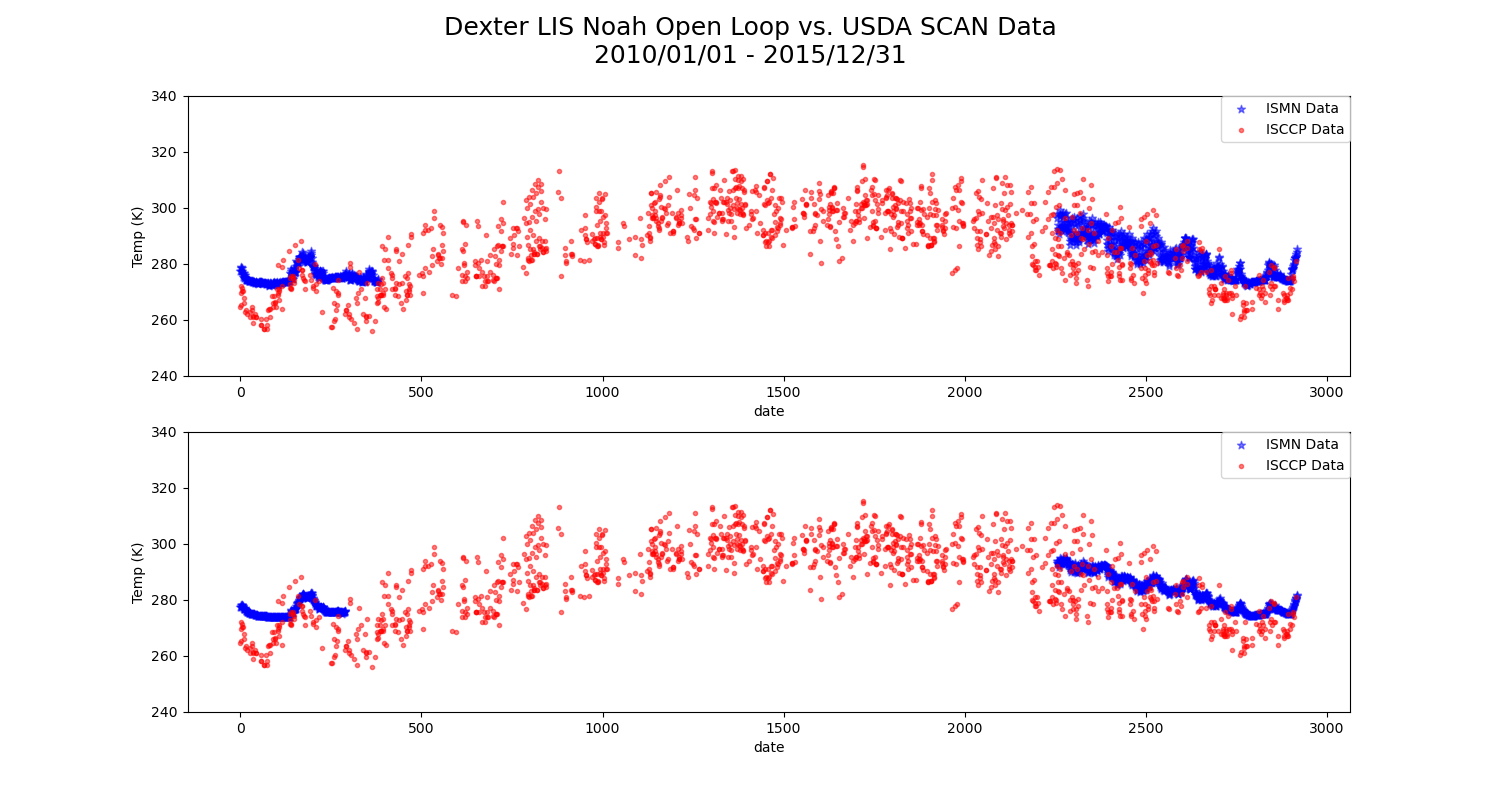 Dexter LIS Noah Open Loop vs. USDA SCAN Data
2010/01/01 - 2015/12/31
340
320
300
280
260
240
Temp (K)
ISMN Data
ISCCP Data
0 500 1000 1500 2000 2500 3000
date
340
320
300
280
260
240
Temp (K)
ISMN Data
ISCCP Data
0 500 1000 1500 2000 2500 3000
date